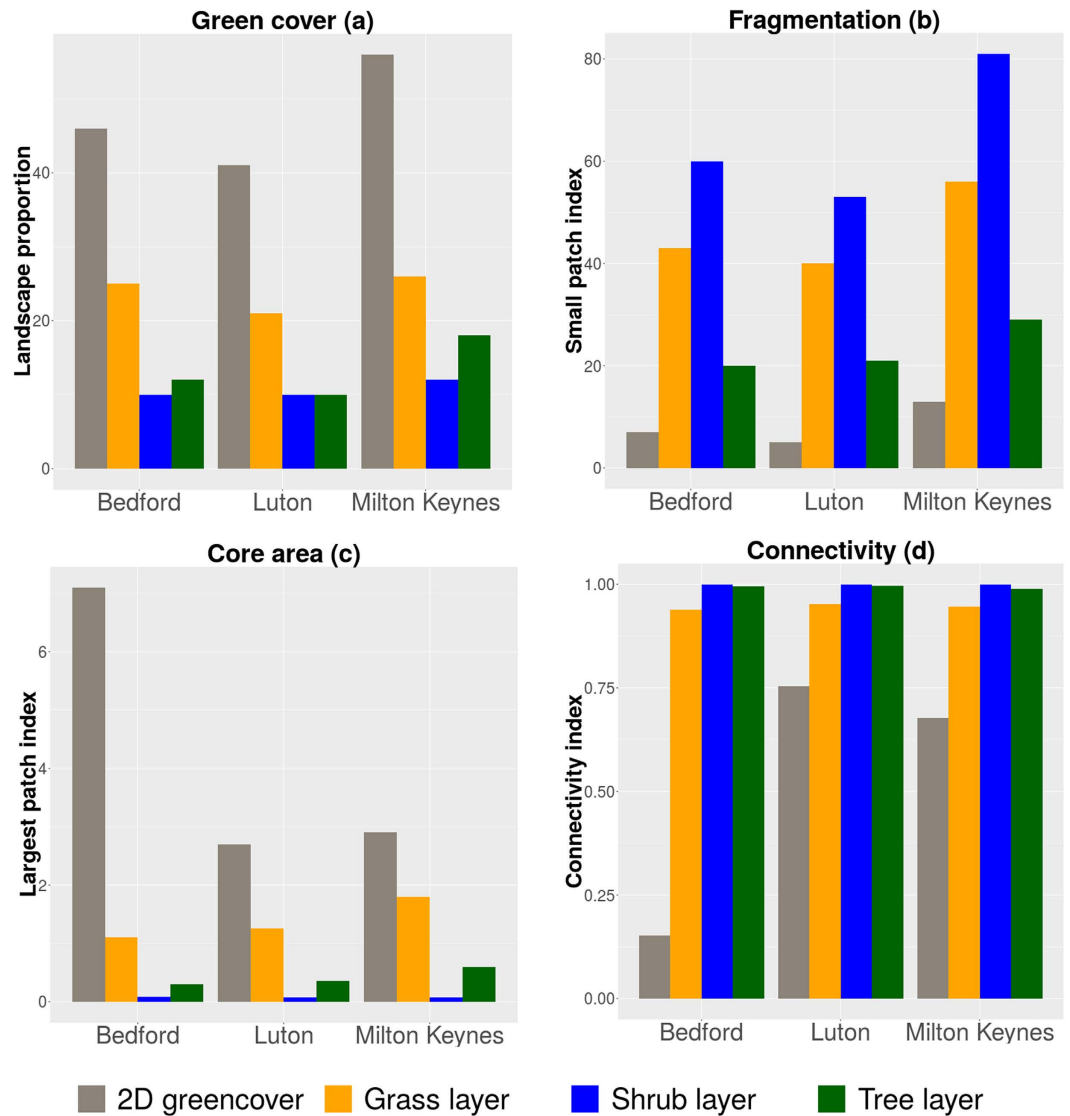 Green cover (a)
Landscape proportion
40
20
0
Bedford Luton Milton Keynes
Fragmentation (b)
Small patch index
80
60
40
20
0
Bedford Luton Milton Keynes
Core area (c)
Largest patch index
6
4
2
0
Bedford Luton Milton Keynes
Connectivity (d)
Connectivity index
1.00
0.75
0.50
0.25
0.00
Bedford Luton Milton Keynes
2D greencover Grass layer Shrub layer Tree layer